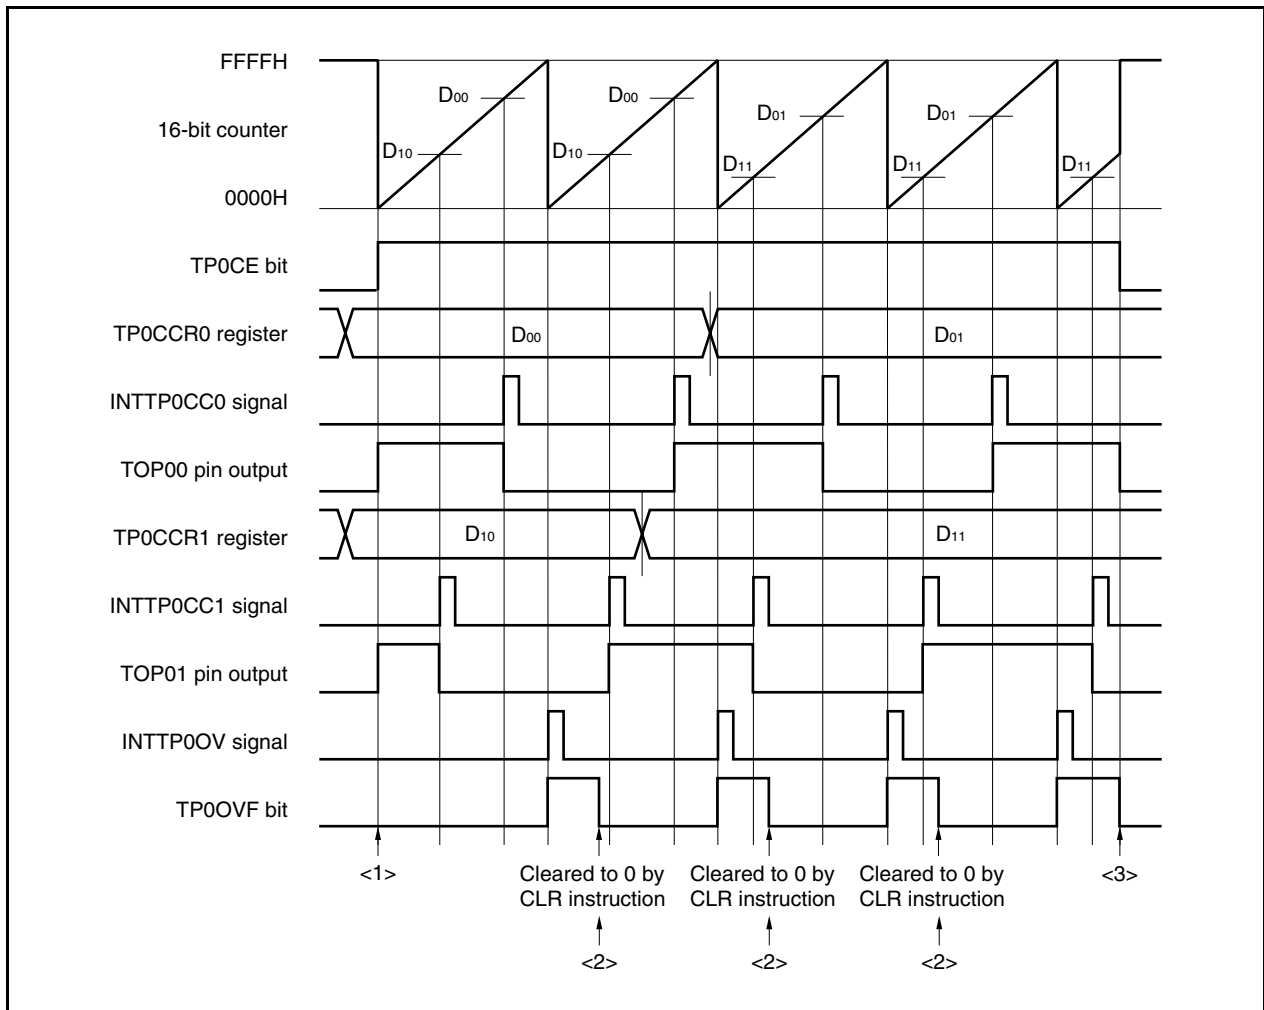 FFFFH
D00 D00
D01 D01
16-bit counter
D10 D10
D11 D11 D11
0000H
TP0CE bit
TP0CCR0 register
D00 D01
INTTP0CC0 signal
TOP00 pin output
TP0CCR1 register
D10 D11
INTTP0CC1 signal
TOP01 pin output
INTTP0OV signal
TP0OVF bit
<1> Cleared to 0 by Cleared to 0 by Cleared to 0 by <3>
CLR instruction CLR instruction CLR instruction
<2> <2> <2>